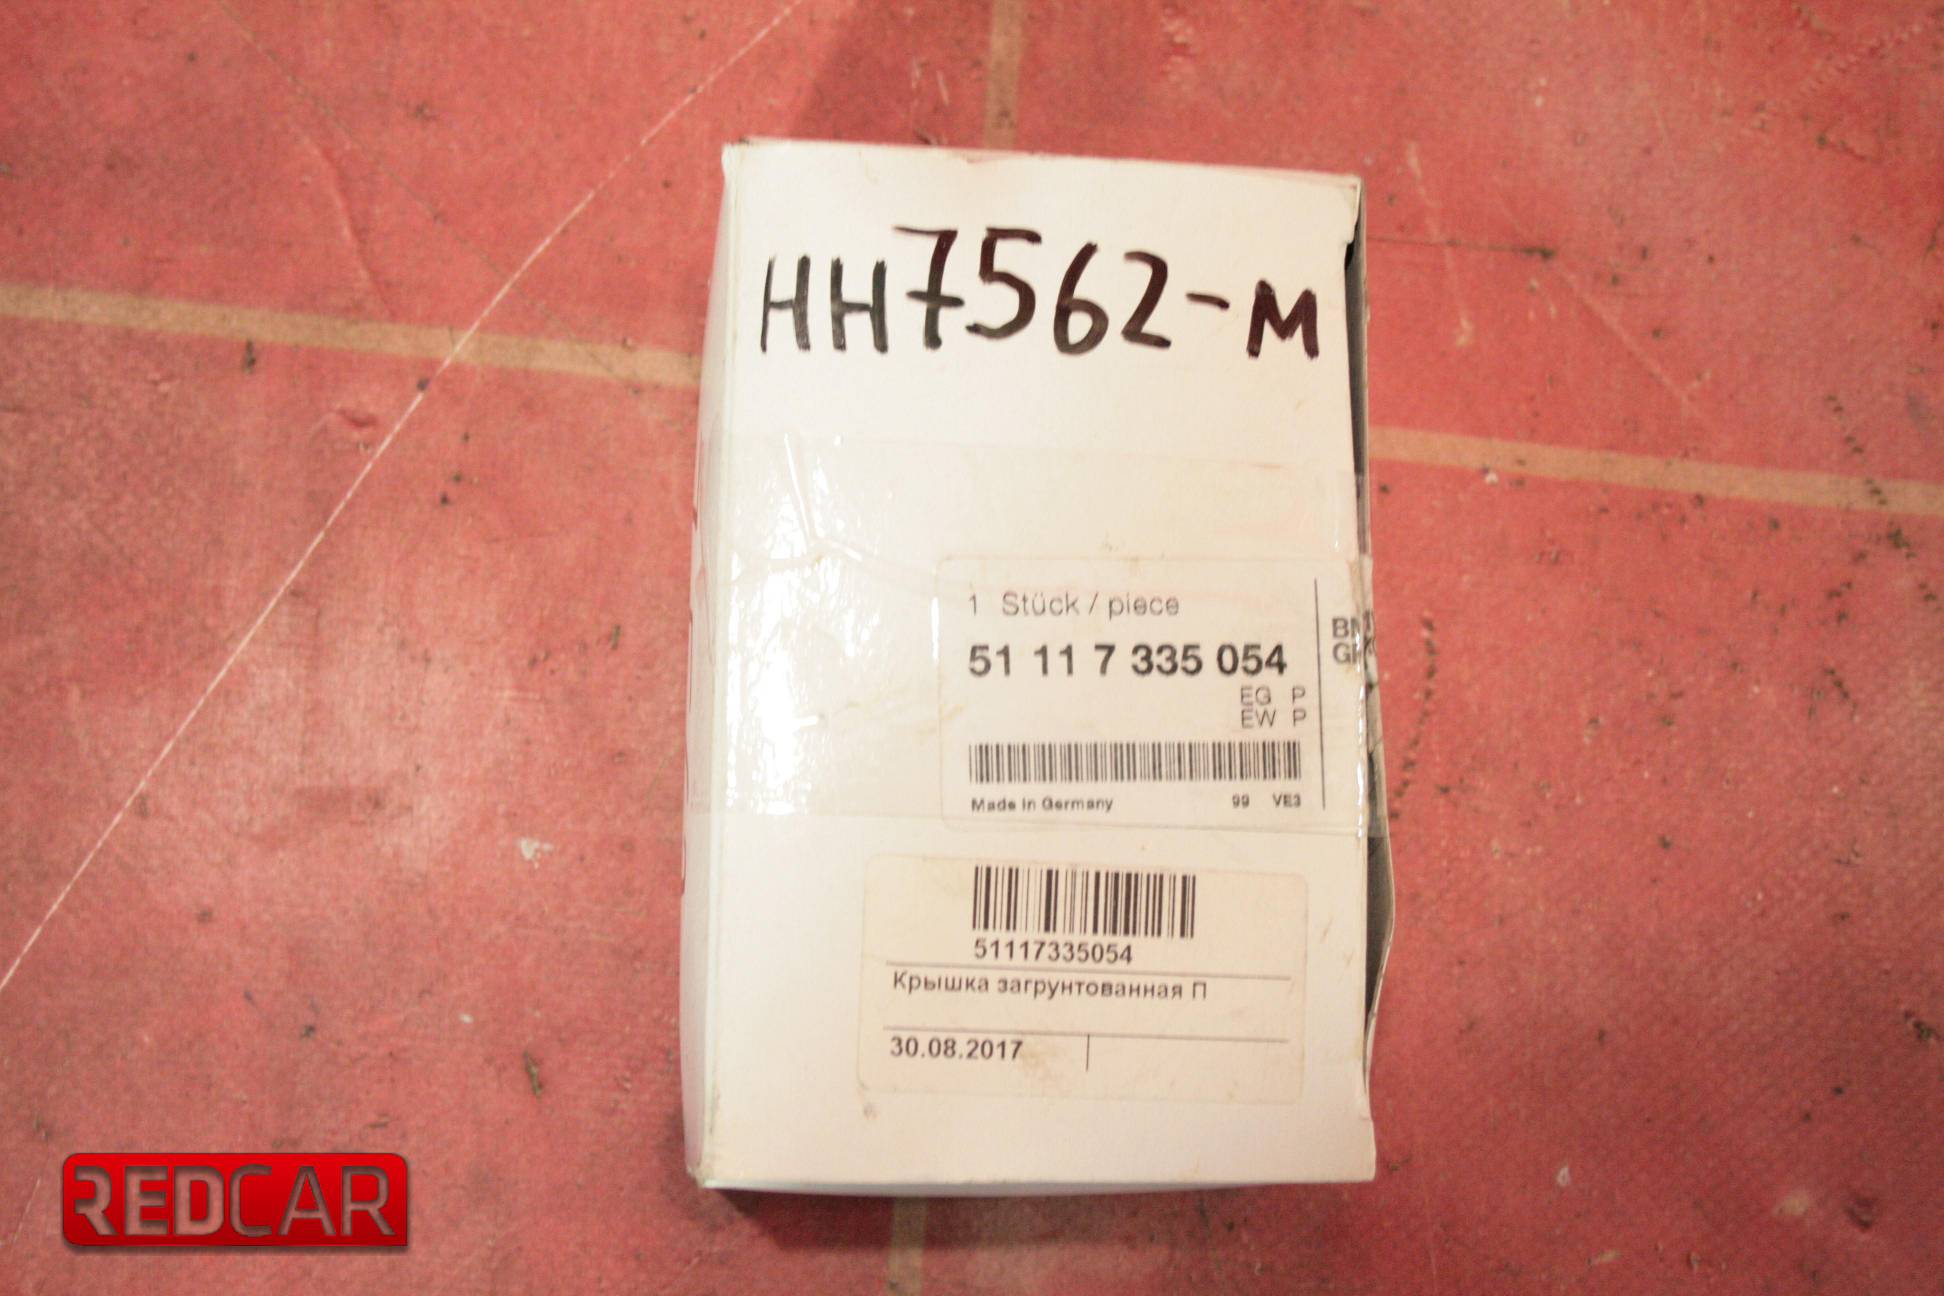 НН7562-М
1 Stück / piece
51 11 7 335 054
EG P
EW P
Made in Germany 99 VE3
51117335054
Крышка загрунтованная П
30.08.2017
REDCAR